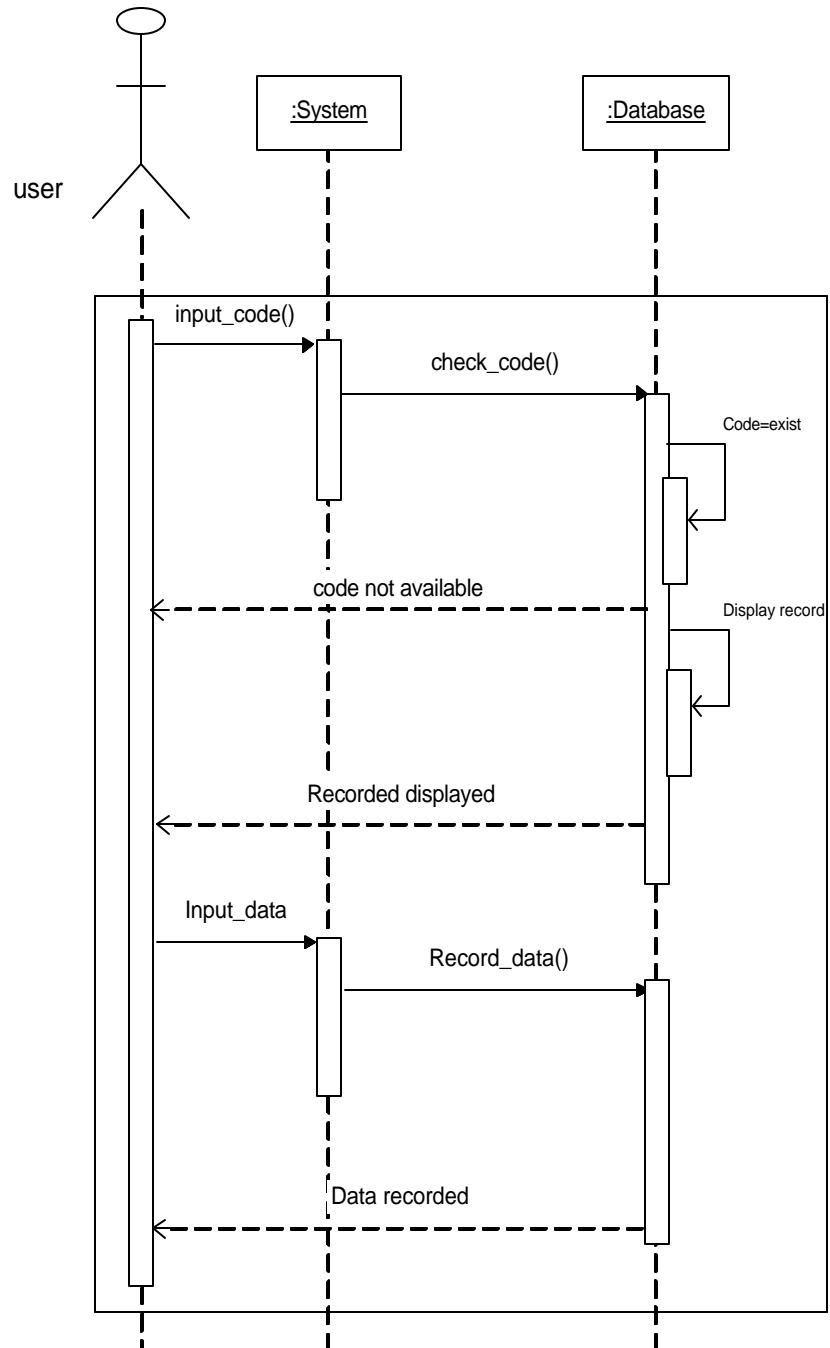 :System
:Database
user
input_code()
check_code()
Code=exist
code not available
Display record
Recorded displayed
Input_data
Record_data()
Data recorded